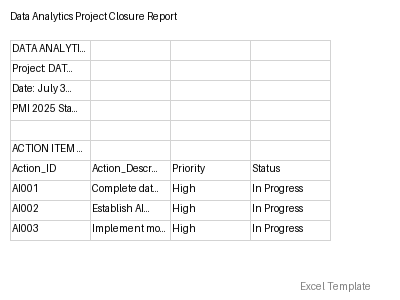 Data Analytics Project Closure Report
DATA ANALYTI...
Project: DAT...
Date: July 3...
PMI 2025 Sta...
ACTION ITEM ...
Action_ID Action_Descr... Priority Status
AI001 Complete dat... High In Progress
AI002 Establish AI... High In Progress
AI003 Implement mo... High In Progress
Excel Template